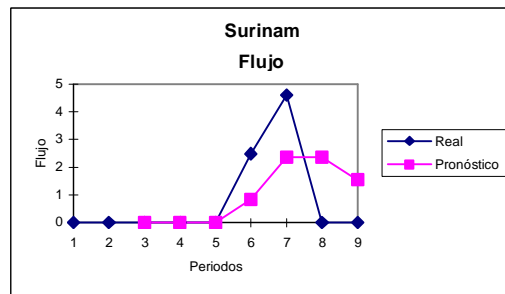 Surinam
Flujo
5
4
3
2
1
0
Flujo
1 2 3 4 5 6 7 8 9
Periodos
Real
Pronóstico